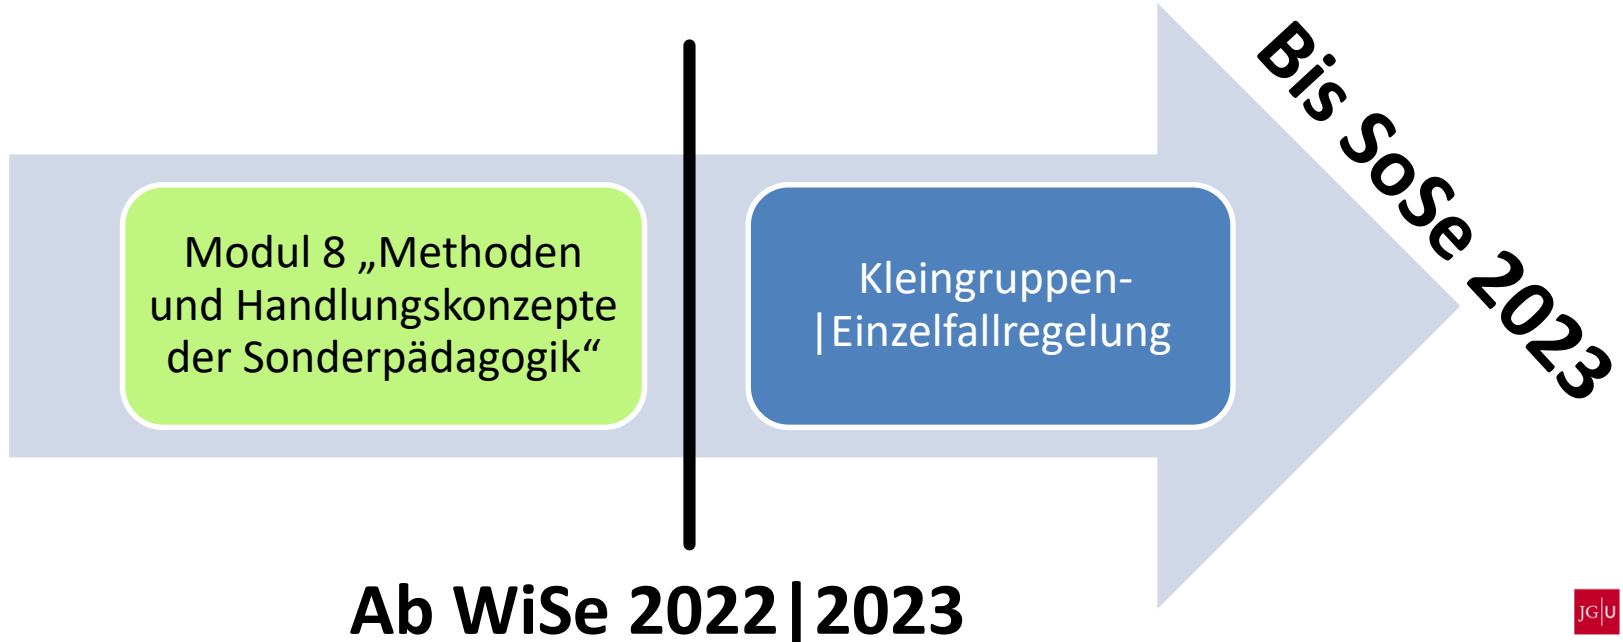 Modul 8 „Methoden
und Handlungskonzepte
der Sonderpädagogik“
Kleingruppen-
|Einzelfallregelung
Bis SoSe 2023
Ab WiSe 2022|2023
JG|U